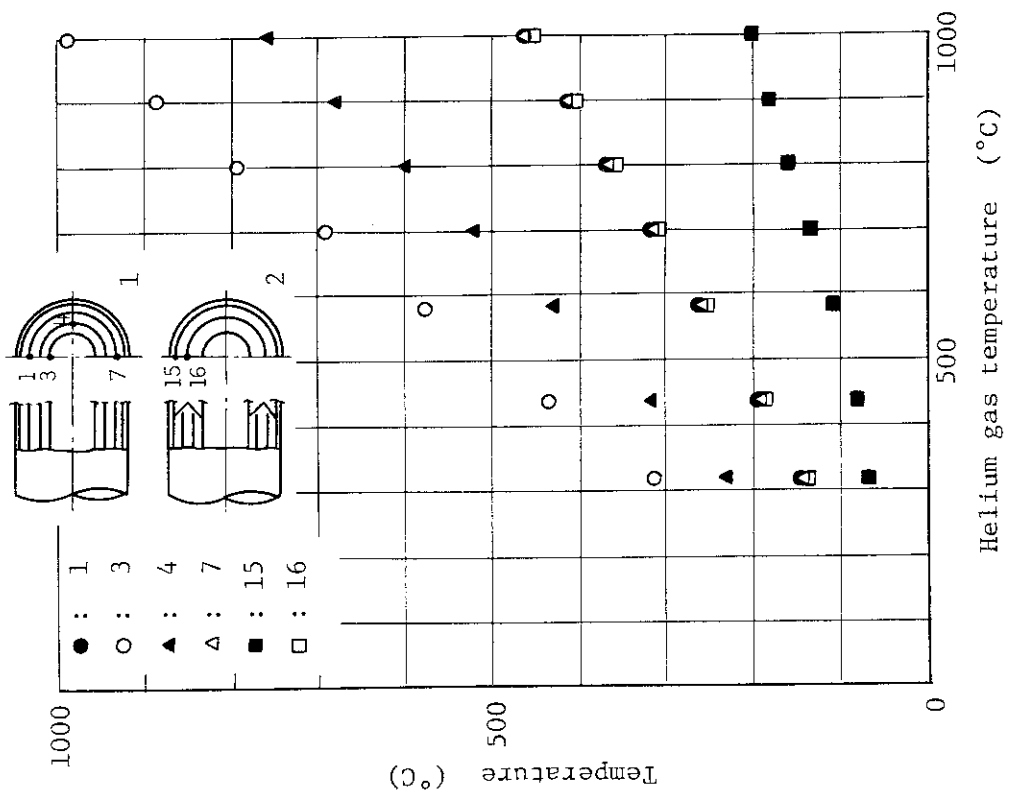 1000
500
0
Temperature (°C)
● : 1
○ : 3
▲ : 4
△ : 7
■ : 15
□ : 16
1
3
4
7
1
15
16
2
500
1000
Helium gas temperature (°C)